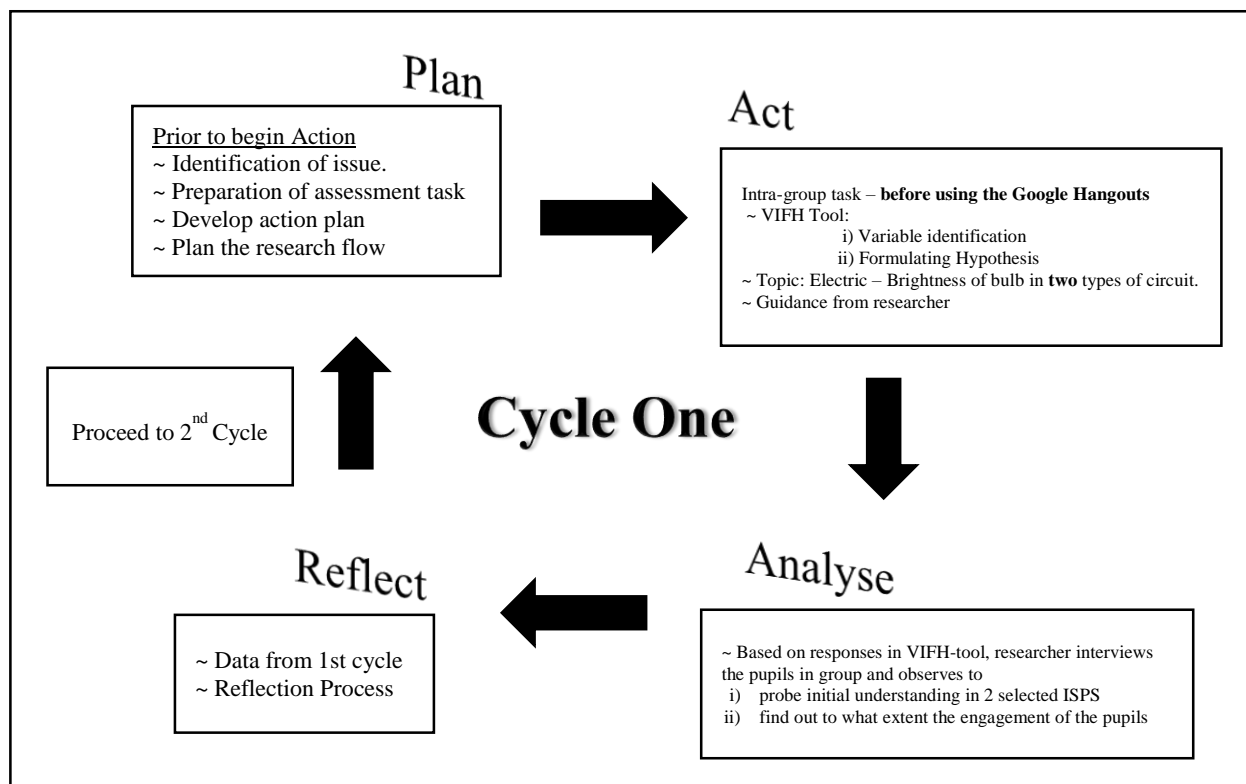 Plan
Prior to begin Action
~ Identification of issue.
~ Preparation of assessment task
~ Develop action plan
~ Plan the research flow
Act
Intra-group task – before using the Google Hangouts
~ VIFH Tool:
i) Variable identification
ii) Formulating Hypothesis
~ Topic: Electric – Brightness of bulb in two types of circuit.
~ Guidance from researcher
Cycle One
Proceed to 2nd Cycle
Analyse
~ Based on responses in VIFH-tool, researcher interviews
the pupils in group and observes to
i) probe initial understanding in 2 selected ISPS
ii) find out to what extent the engagement of the pupils
Reflect
~ Data from 1st cycle
~ Reflection Process